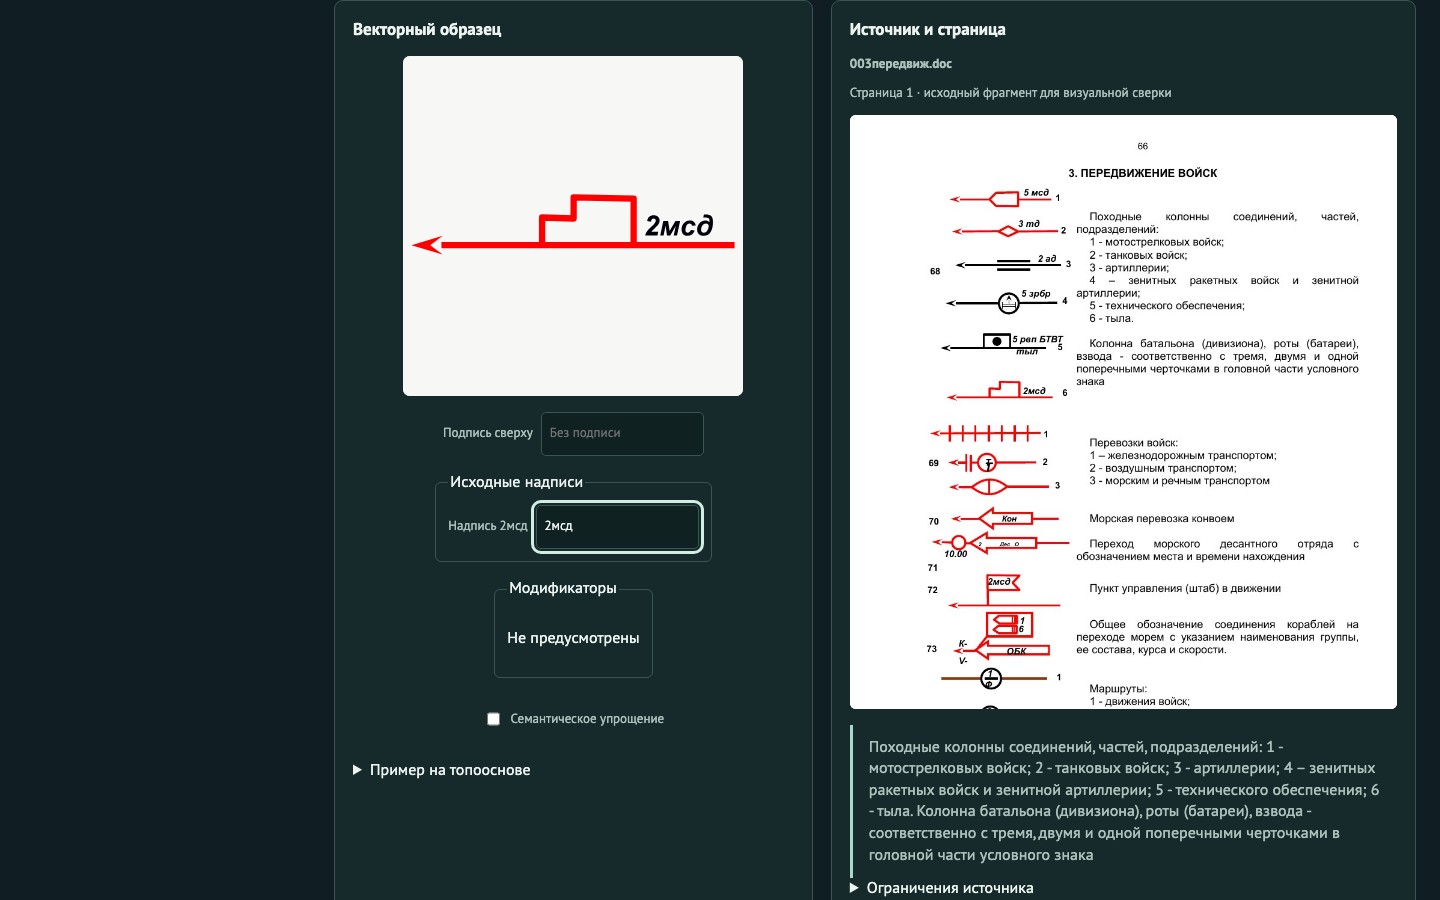 Векторный образец
2мсд
Подпись сверху
Без подписи
Исходные надписи
Надпись 2мсд
2мсд
Модификаторы
Не предусмотрены
Семантическое упрощение
Пример на топооснове
Источник и страница
003передвиж.doc
Страница 1 · исходный фрагмент для визуальной сверки
66
3. ПЕРЕДВИЖЕНИЕ ВОЙСК
5 мсд 1
3 тд 2
2 ад 3
68
5 зрбр 4
5 рвп БТВТ
тыл 5
2мсд 6
Походные колонны соединений, частей,
подразделений:
1 - мотострелковых войск;
2 - танковых войск;
3 - артиллерии;
4 – зенитных ракетных войск и зенитной
артиллерии;
5 - технического обеспечения;
6 - тыла.
Колонна батальона (дивизиона), роты (батареи),
взвода - соответственно с тремя, двумя и одной
поперечными черточками в головной части условного
знака
1
69
2
3
Перевозки войск:
1 – железнодорожным транспортом;
2 - воздушным транспортом;
3 - морским и речным транспортом
70
Кон
Морская перевозка конвоем
2 Дес О
10.00
71
Переход морского десантного отряда с
обозначением места и времени нахождения
72
2мсд
Пункт управления (штаб) в движении
73
1
6
К-
ОБК
V-
Общее обозначение соединения кораблей на
переходе морем с указанием наименования группы,
ее состава, курса и скорости.
1
Ф
1
Маршруты:
1 - движения войск;
Походные колонны соединений, частей, подразделений: 1 -
мотострелковых войск; 2 - танковых войск; 3 - артиллерии; 4 – зенитных
ракетных войск и зенитной артиллерии; 5 - технического обеспечения; 6
- тыла. Колонна батальона (дивизиона), роты (батареи), взвода -
соответственно с тремя, двумя и одной поперечными черточками в
головной части условного знака
Ограничения источника